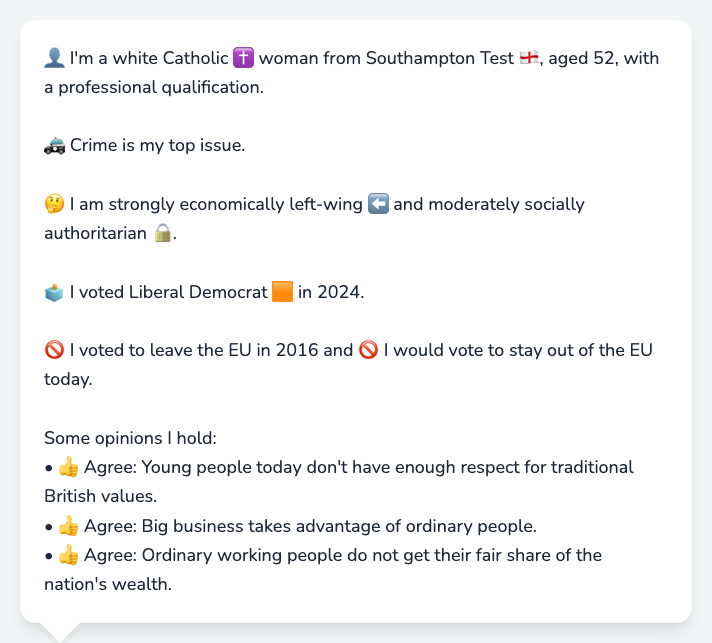 👤 I'm a white Catholic ✝️ woman from Southampton Test 🏴󠁧󠁢󠁥󠁮󠁧󠁿, aged 52, with
a professional qualification.
🚓 Crime is my top issue.
🤔 I am strongly economically left-wing ⬅️ and moderately socially
authoritarian 🔒.
🗳️ I voted Liberal Democrat 🟧 in 2024.
🚫 I voted to leave the EU in 2016 and 🚫 I would vote to stay out of the EU
today.
Some opinions I hold:
• 👍 Agree: Young people today don't have enough respect for traditional
British values.
• 👍 Agree: Big business takes advantage of ordinary people.
• 👍 Agree: Ordinary working people do not get their fair share of the
nation's wealth.